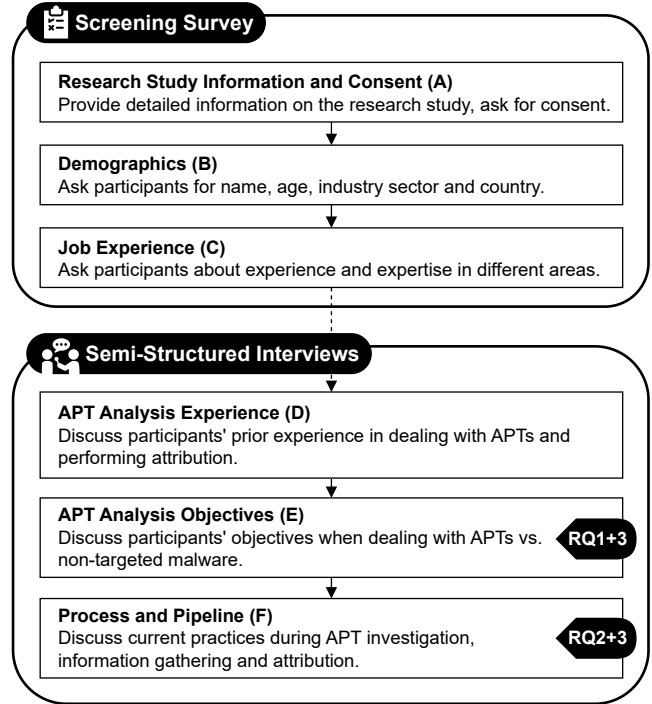 Screening Survey
Research Study Information and Consent (A)
Provide detailed information on the research study, ask for consent.
Demographics (B)
Ask participants for name, age, industry sector and country.
Job Experience (C)
Ask participants about experience and expertise in different areas.
Semi-Structured Interviews
APT Analysis Experience (D)
Discuss participants' prior experience in dealing with APTs and
performing attribution.
APT Analysis Objectives (E)
Discuss participants' objectives when dealing with APTs vs.
non-targeted malware.
RQ1+3
Process and Pipeline (F)
Discuss current practices during APT investigation,
information gathering and attribution.
RQ2+3